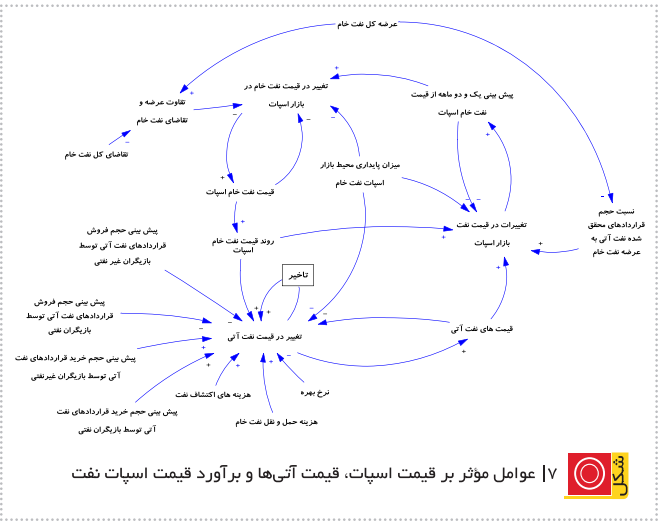 عرضه کل نفت خام
تغییر در قیمت نفت خام در
بازار اسپات
پیش بینی یک و دو ماهه از قیمت
نفت خام اسپات
تفاوت عرضه و
تقاضای نفت خام
تقاضای کل نفت خام
میزان پایداری محیط بازار
اسپات نفت خام
قیمت نفت خام اسپات
نسبت حجم
قراردادهای محقق
شده نفت آتی به
عرضه نفت خام
تغییرات در قیمت نفت
بازار اسپات
روند قیمت نفت خام
اسپات
پیش بینی حجم فروش
قراردادهای نفت آتی توسط
بازیگران غیر نفتی
تاخیر
پیش بینی حجم فروش
قراردادهای نفت آتی توسط
بازیگران نفتی
تغییر در قیمت نفت آتی
قیمت های نفت آتی
پیش بینی حجم خرید قراردادهای نفت
آتی توسط بازیگران غیرنفتی
هزینه های اکتشاف نفت
نرخ بهره
پیش بینی حجم خرید قراردادهای نفت
آتی توسط بازیگران نفتی
هزینه حمل و نقل نفت خام
شکل
۷| عوامل موثر بر قیمت اسپات، قیمت آتی‌ها و برآورد قیمت اسپات نفت